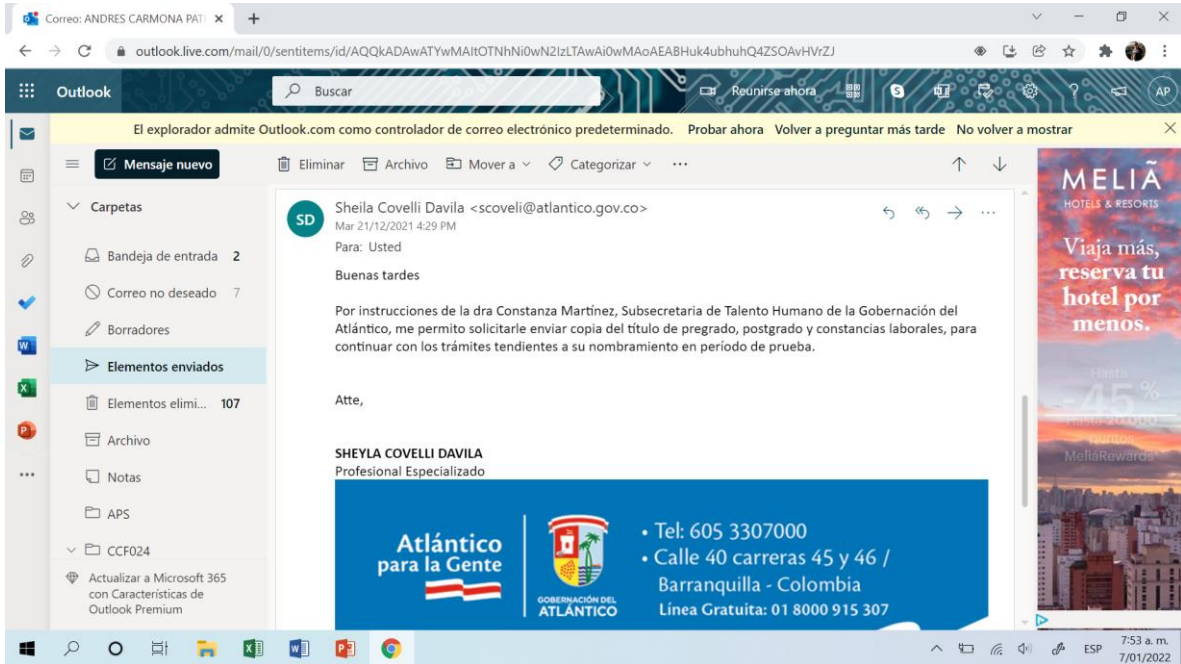 Correo: ANDRES CARMONA PATI
outlook.live.com/mail/0/sentitems/id/AQQkADAwATYwMAItOTNhNi0wN2IzLTAwAi0wMAoAEABHuk4ubhuhQ4ZSOAvHVrZJ
Outlook
Buscar
Reunirse ahora
AP
El explorador admite Outlook.com como controlador de correo electrónico predeterminado. Probar ahora Volver a preguntar más tarde No volver a mostrar
Mensaje nuevo
Eliminar Archivo Mover a Categorizar
Carpetas
Bandeja de entrada 2
Correo no deseado 7
Borradores
Elementos enviados
Elementos elimi... 107
Archivo
Notas
APS
CCF024
Actualizar a Microsoft 365
con Características de
Outlook Premium
SD
Sheila Covelli Davila <scoveli@atlantico.gov.co>
Mar 21/12/2021 4:29 PM
Para: Usted
Buenas tardes
Por instrucciones de la dra Constanza Martínez, Subsecretaria de Talento Humano de la Gobernación del
Atlántico, me permito solicitarle enviar copia del título de pregrado, postgrado y constancias laborales, para
continuar con los trámites tendientes a su nombramiento en período de prueba.
Atte,
SHEYLA COVELLI DAVILA
Profesional Especializado
Atlántico
para la Gente
GOBERNACIÓN DEL
ATLÁNTICO
• Tel: 605 3307000
• Calle 40 carreras 45 y 46 /
Barranquilla - Colombia
Línea Gratuita: 01 8000 915 307
MELIÃ
HOTELS & RESORTS
Viaja más,
reserva tu
hotel por
menos.
Hasta
-45%
MeliáRewards
ESP
7:53 a. m.
7/01/2022